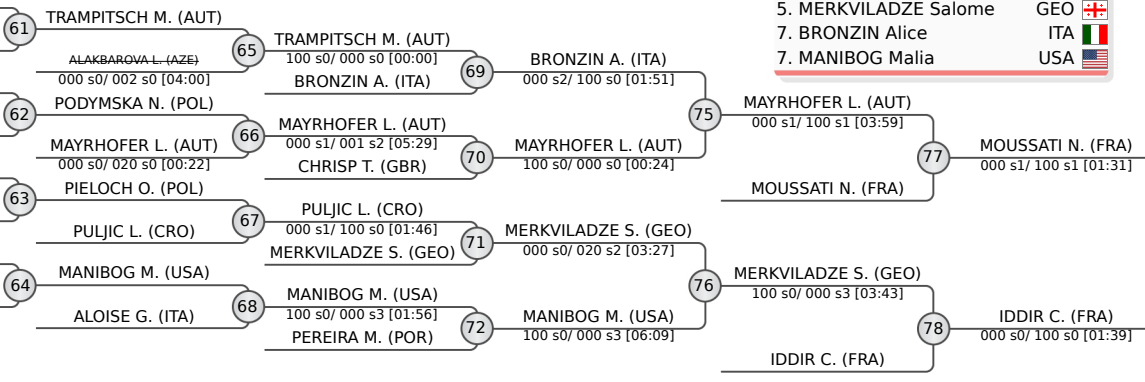 5. MERKVILADZE Salome GEO
7. BRONZIN Alice ITA
7. MANIBOG Malia USA
61
TRAMPITSCH M. (AUT)
ALAKBAROVA L. (AZE)
000 s0/ 002 s0 [04:00]
62
PODYMSKA N. (POL)
MAYRHOFER L. (AUT)
000 s0/ 020 s0 [00:22]
63
PIELOCH O. (POL)
PULJIC L. (CRO)
64
MANIBOG M. (USA)
ALOISE G. (ITA)
65
TRAMPITSCH M. (AUT)
100 s0/ 000 s0 [00:00]
BRONZIN A. (ITA)
66
MAYRHOFER L. (AUT)
000 s1/ 001 s2 [05:29]
CHRISP T. (GBR)
67
PULJIC L. (CRO)
000 s1/ 100 s0 [01:46]
MERKVILADZE S. (GEO)
68
MANIBOG M. (USA)
100 s0/ 000 s3 [01:56]
PEREIRA M. (POR)
69
BRONZIN A. (ITA)
000 s2/ 100 s0 [01:51]
70
MAYRHOFER L. (AUT)
100 s0/ 000 s0 [00:24]
71
MERKVILADZE S. (GEO)
000 s0/ 020 s2 [03:27]
72
MANIBOG M. (USA)
100 s0/ 000 s3 [06:09]
75
MAYRHOFER L. (AUT)
000 s1/ 100 s1 [03:59]
MOUSSATI N. (FRA)
76
MERKVILADZE S. (GEO)
100 s0/ 000 s3 [03:43]
IDDIR C. (FRA)
77
MOUSSATI N. (FRA)
000 s1/ 100 s1 [01:31]
78
IDDIR C. (FRA)
000 s0/ 100 s0 [01:39]